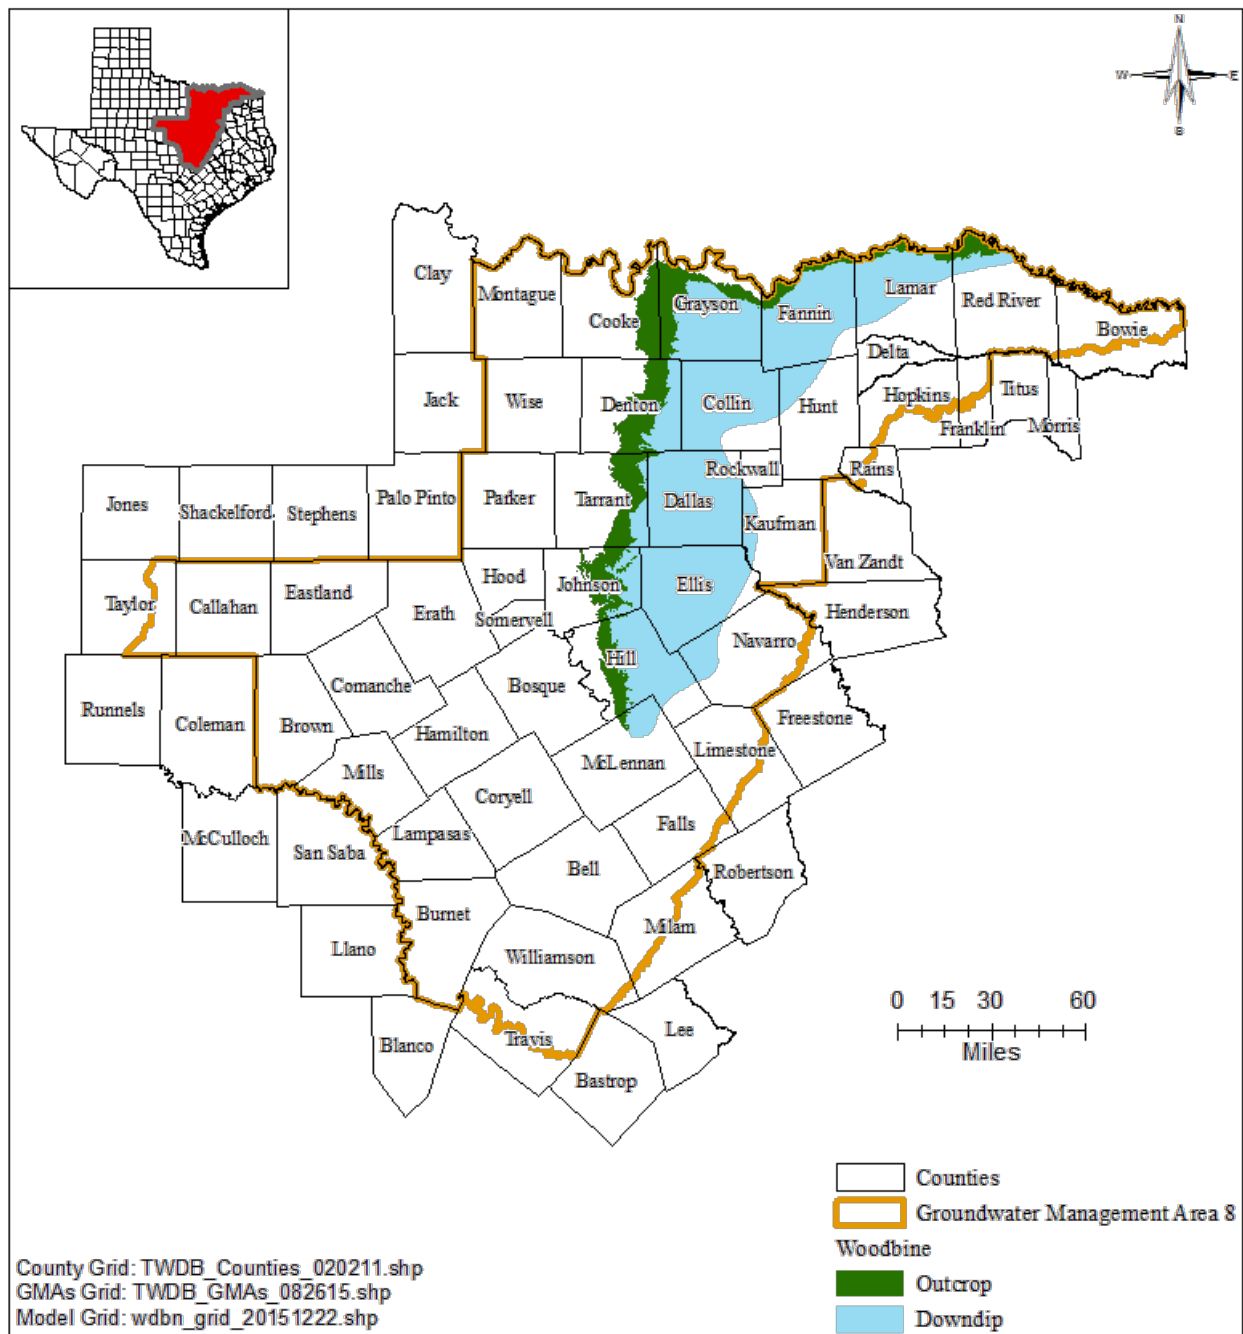 N
W E
S
Clay
Montague
Cooke
Grayson
Fannin
Lamar
Red River
Bowie
Delta
Jack
Wise
Denton
Collin
Hunt
Hopkins
Titus
Franklin
Morris
Rockwall
Rains
Jones
Shackelford
Stephens
Palo Pinto
Parker
Tarrant
Dallas
Kaufman
Van Zandt
Taylor
Callahan
Eastland
Erath
Hood
Somervell
Johnson
Ellis
Henderson
Navarro
Runnels
Coleman
Brown
Comanche
Hamilton
Bosque
Hill
Freestone
Limestone
McLennan
Mills
Coryell
Falls
McCulloch
San Saba
Lampasas
Bell
Robertson
Burnet
Milam
Llano
Williamson
Travis
Lee
Blanco
Bastrop
0 15 30 60
Miles
Counties
Groundwater Management Area 8
Woodbine
Outcrop
Downdip
County Grid: TWDB_Counties_020211.shp
GMAs Grid: TWDB_GMAs_082615.shp
Model Grid: wdbn_grid_20151222.shp